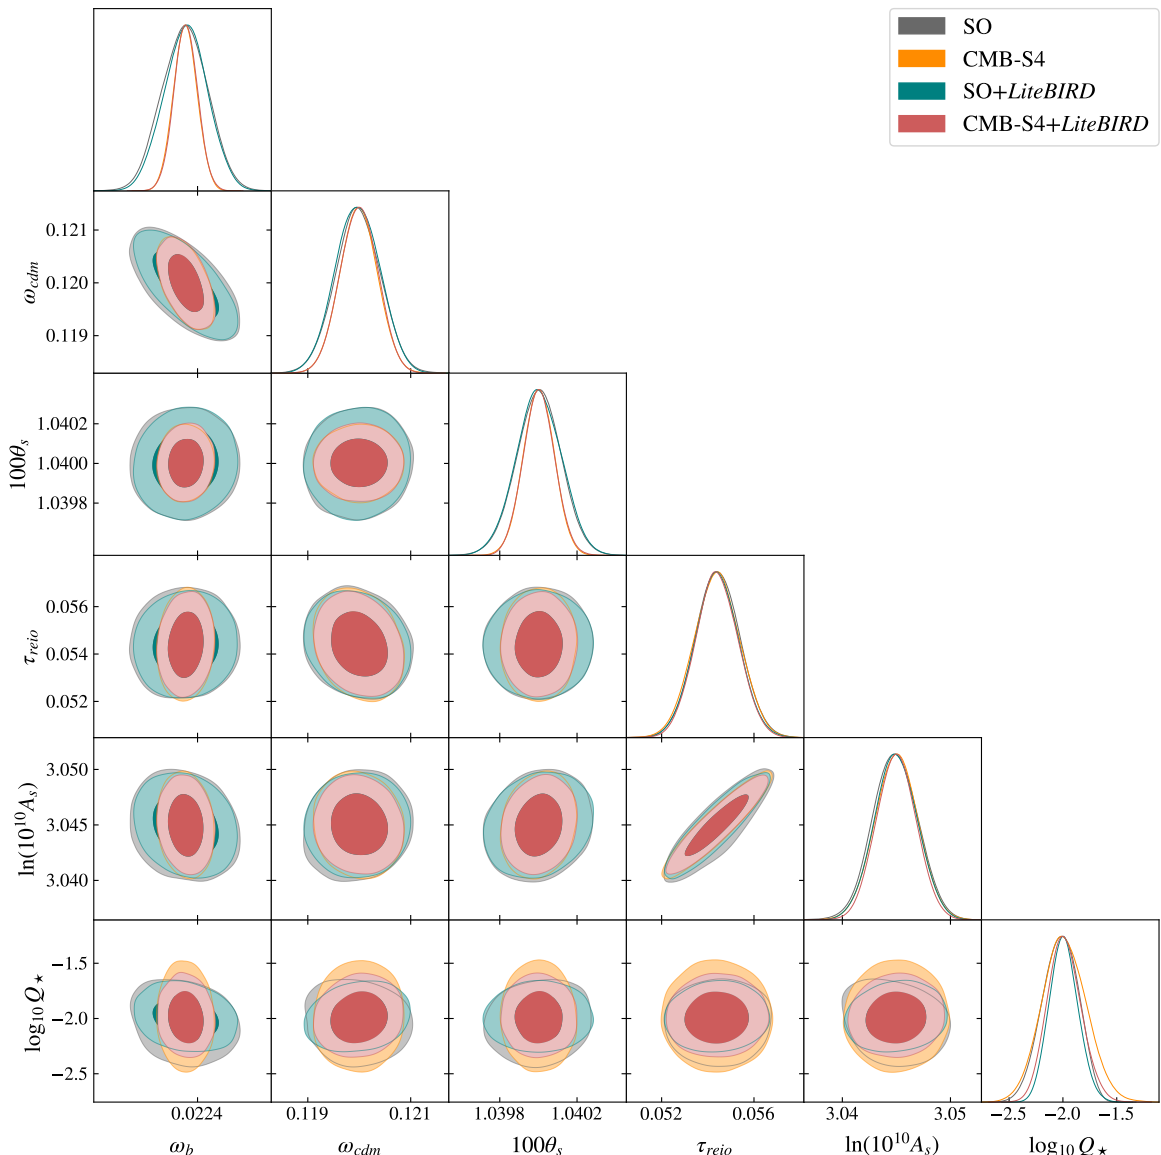 SO
CMB-S4
SO+LiteBIRD
CMB-S4+LiteBIRD
0.121
0.120
0.119
ω_cdm
1.0402
1.0400
1.0398
100θ_s
0.056
0.054
0.052
τ_reio
3.050
3.045
3.040
ln(10^10 A_s)
−1.5
−2.0
−2.5
log_10 Q_⋆
0.0224
0.119 0.121
1.0398 1.0402
0.052 0.056
3.04 3.05
−2.5 −2.0 −1.5
ω_b
ω_cdm
100θ_s
τ_reio
ln(10^10 A_s)
log_10 Q_⋆